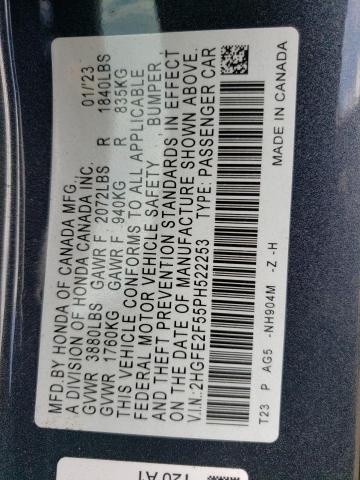 MFD.BY HONDA OF CANADA MFG. 01/'23
A DIVISION OF HONDA CANADA INC.
GVWR 3880LBS GAWR F 2072LBS R 1840LBS
GVWR 1760KG GAWR F 940KG R 835KG
THIS VEHICLE CONFORMS TO ALL APPLICABLE
FEDERAL MOTOR VEHICLE SAFETY , BUMPER,
AND THEFT PREVENTION STANDARDS IN EFFECT
ON THE DATE OF MANUFACTURE SHOWN ABOVE.
V.I.N.:2HGFE2F55PH522253 TYPE:PASSENGER CAR
T23 P AG5 -NH904M -Z -H MADE IN CANADA
120 A1